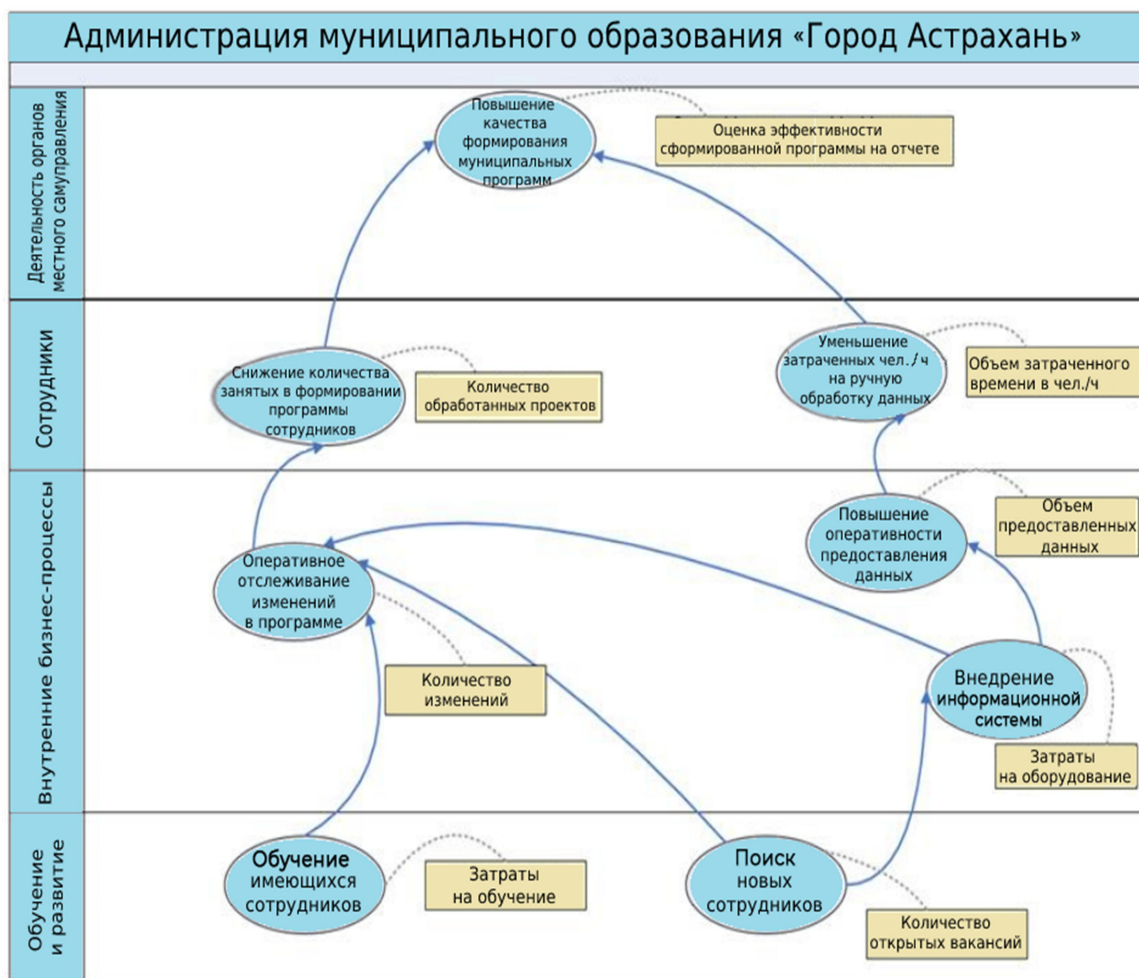 Администрация муниципального образования «Город Астрахань»
Деятельность органов
местного самуправления
Повышение
качества
формирования
муниципальных
программ
Оценка эффективности
сформированной программы на отчете
Сотрудники
Снижение количества
занятых в формировании
программы
сотрудников
Количество
обработанных проектов
Уменьшение
затраченных чел./ч
на ручную
обработку данных
Объем затраченного
времени в чел./ч
Внутренние бизнес-процессы
Повышение
оперативности
предоставления
данных
Объем
предоставленных
данных
Оперативное
отслеживание
изменений
в программе
Количество
изменений
Внедрение
информационной
системы
Затраты
на оборудование
Обучение
и развитие
Обучение
имеющихся
сотрудников
Затраты
на обучение
Поиск
новых
сотрудников
Количество
открытых вакансий